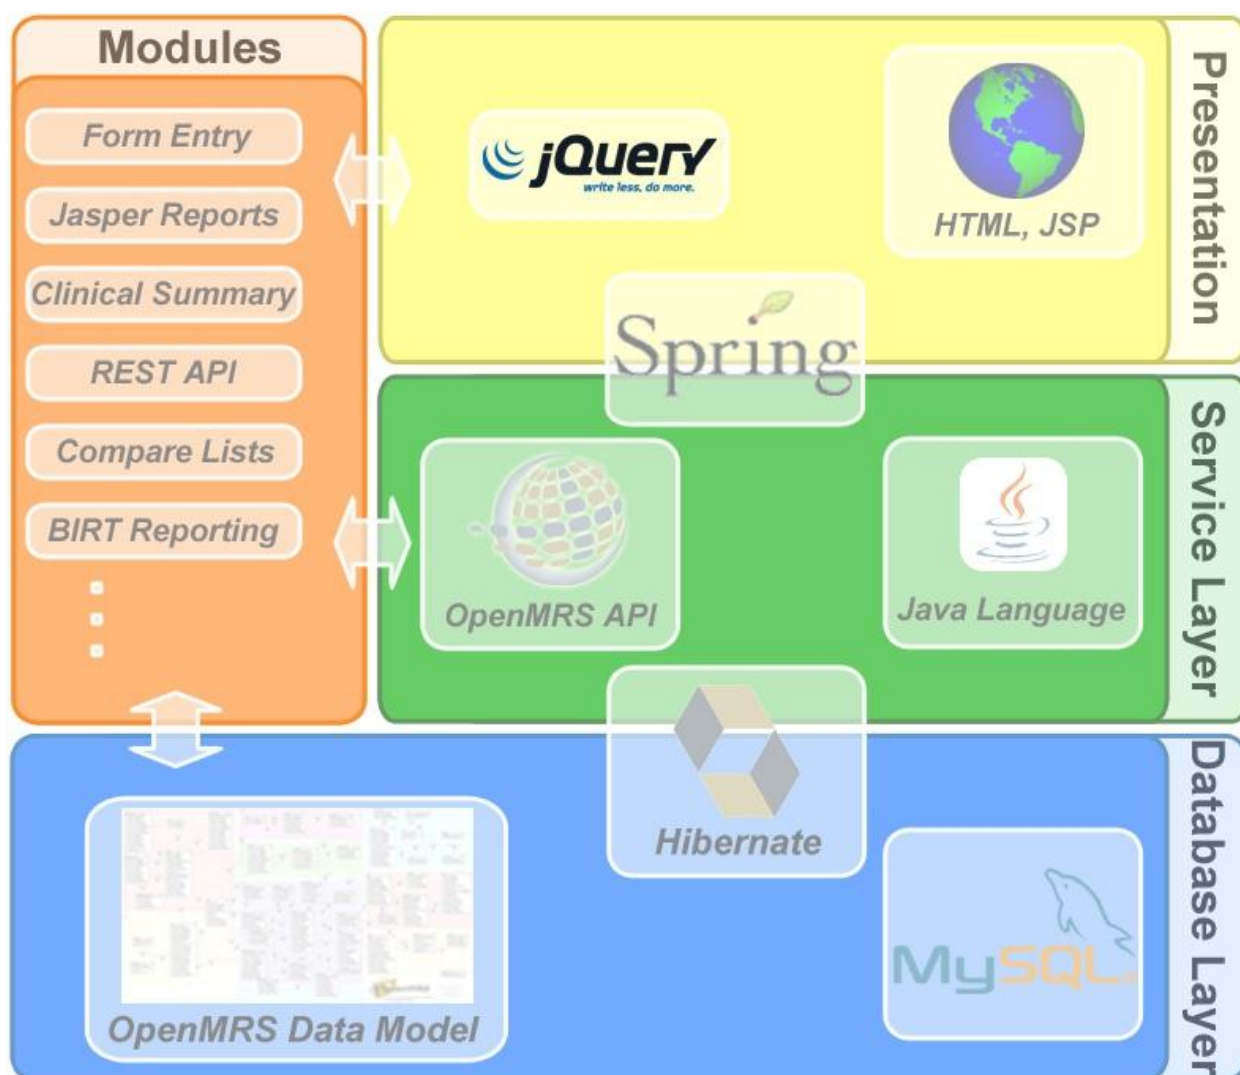 Modules
Form Entry
Jasper Reports
Clinical Summary
REST API
Compare Lists
BIRT Reporting
jQuery
write less, do more.
HTML, JSP
Presentation
Spring
OpenMRS API
Java Language
Service Layer
Hibernate
OpenMRS Data Model
MySQL
Database Layer